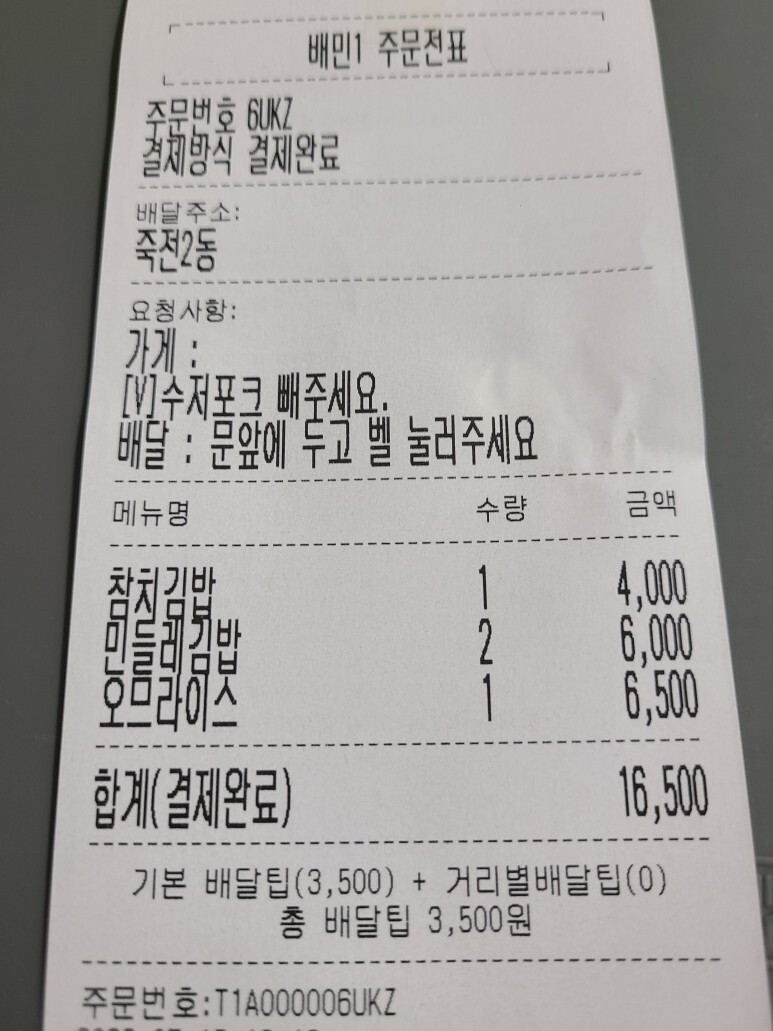 배민1 주문전표
주문번호 6UKZ
결제방식 결제완료
배달주소:
죽전2동
요청사항:
가게 :
[V]수저포크 빼주세요.
배달 : 문앞에 두고 벨 눌러주세요
메뉴명 수량 금액
참치김밥 1 4,000
민들레김밥 2 6,000
오므라이스 1 6,500
합계(결제완료) 16,500
기본 배달팁(3,500) + 거리별배달팁(0)
총 배달팁 3,500원
주문번호:T1A000006UKZ